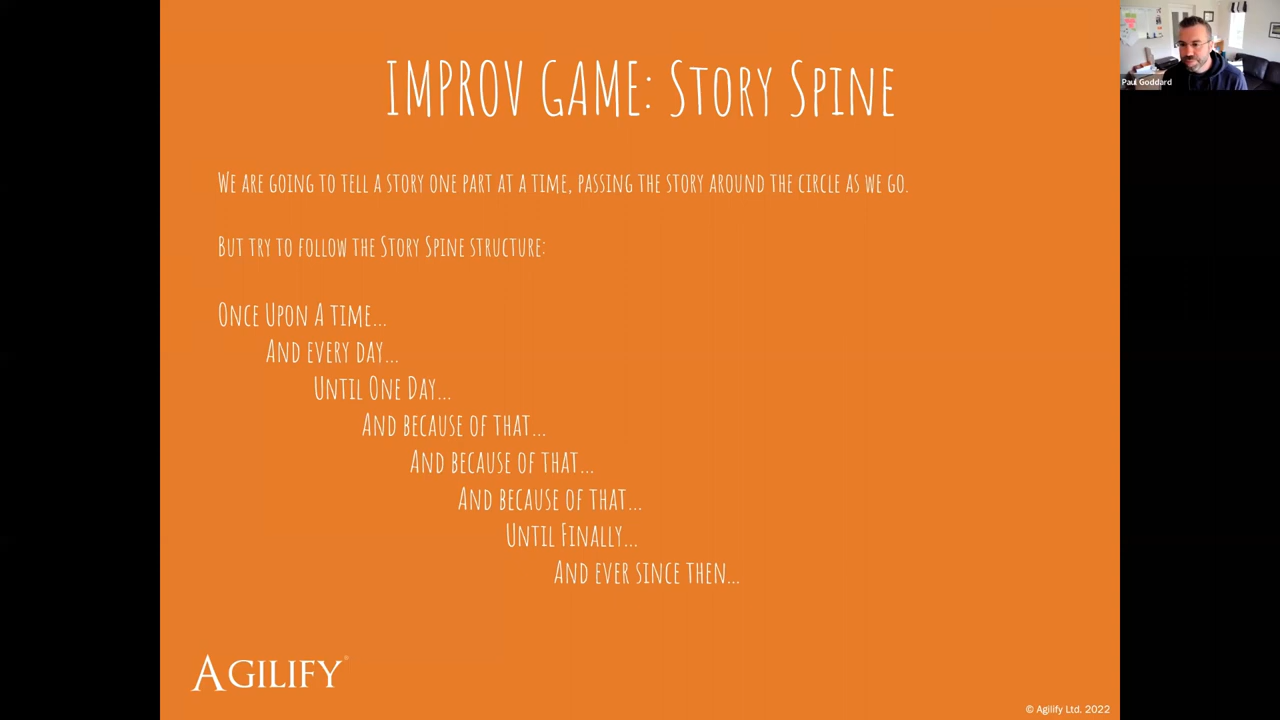 IMPROV GAME: STORY SPINE
Paul Goddard
WE ARE GOING TO TELL A STORY ONE PART AT A TIME, PASSING THE STORY AROUND THE CIRCLE AS WE GO.
BUT TRY TO FOLLOW THE STORY SPINE STRUCTURE:
ONCE UPON A TIME...
AND EVERY DAY...
UNTIL ONE DAY...
AND BECAUSE OF THAT...
AND BECAUSE OF THAT...
AND BECAUSE OF THAT...
UNTIL FINALLY...
AND EVER SINCE THEN...
AGILIFY®
© Agilify Ltd. 2022